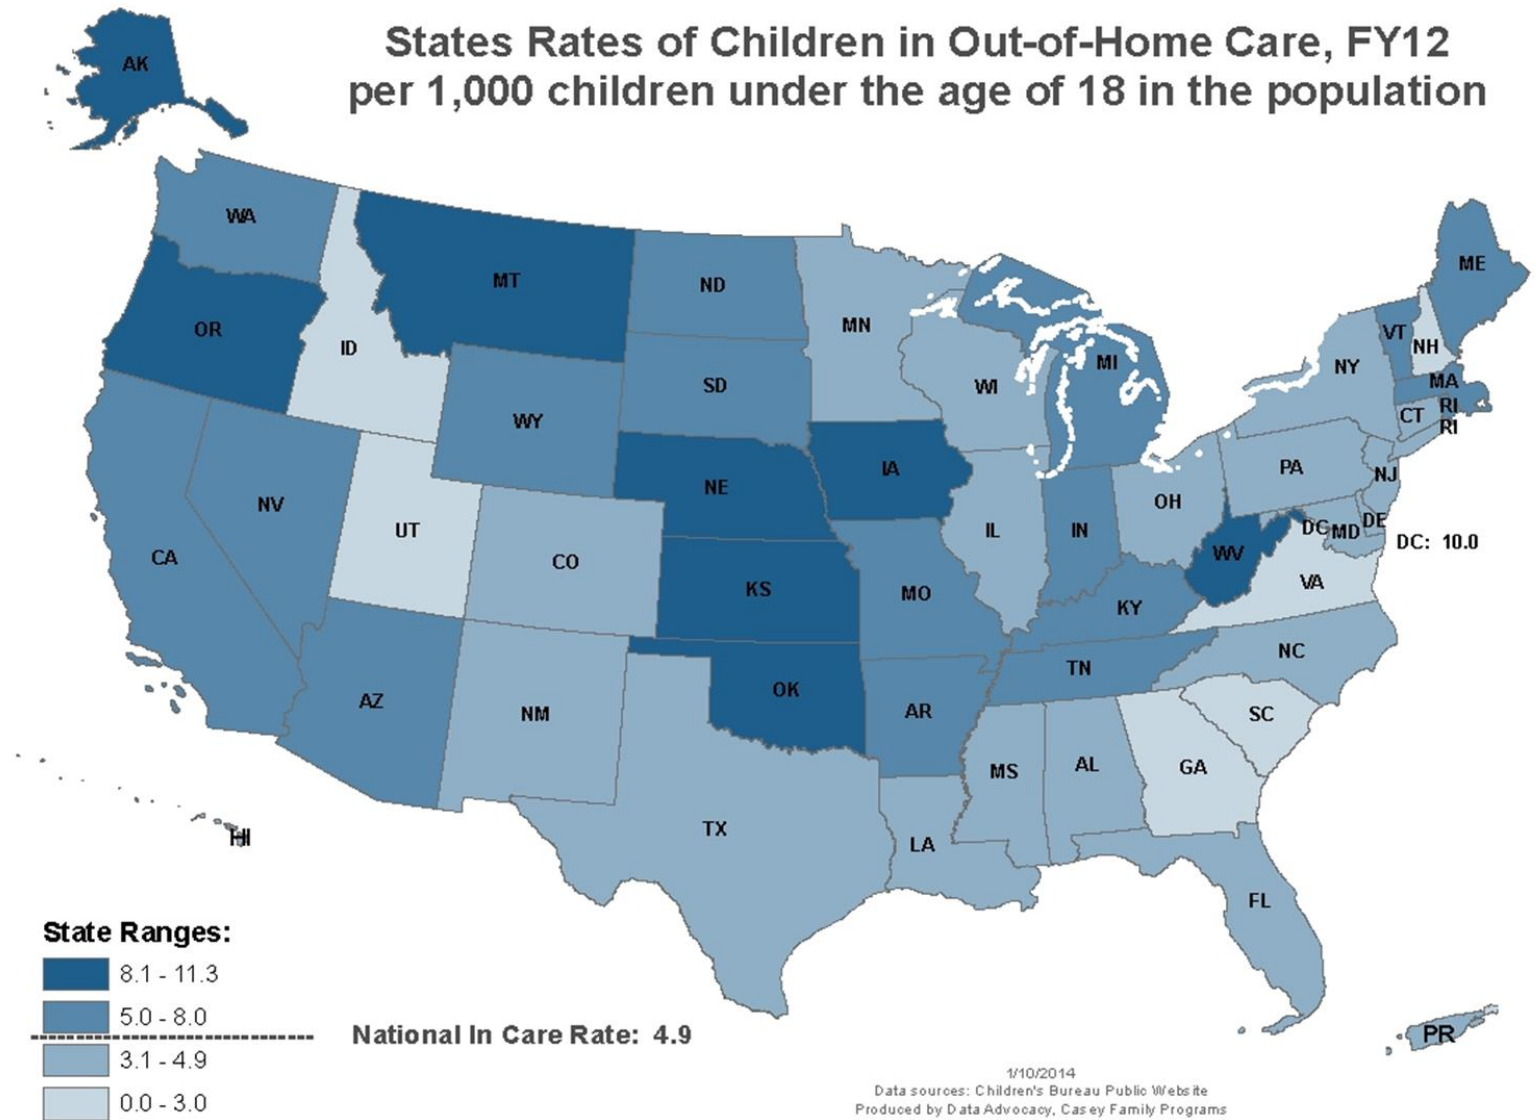 States Rates of Children in Out-of-Home Care, FY12
per 1,000 children under the age of 18 in the population
AK
WA
MT
ND
MN
ME
OR
ID
SD
WI
MI
NY
VT
NH
MA
RI
CT
RI
WY
NE
IA
PA
NJ
NV
UT
CO
IL
IN
OH
DE
DC
MD
DC: 10.0
CA
KS
MO
WV
VA
KY
AZ
NM
OK
AR
TN
NC
SC
MS
AL
GA
TX
LA
HI
FL
PR
State Ranges:
8.1 - 11.3
5.0 - 8.0
3.1 - 4.9
0.0 - 3.0
National In Care Rate: 4.9
1/10/2014
Data sources: Children's Bureau Public Website
Produced by Data Advocacy, Casey Family Programs